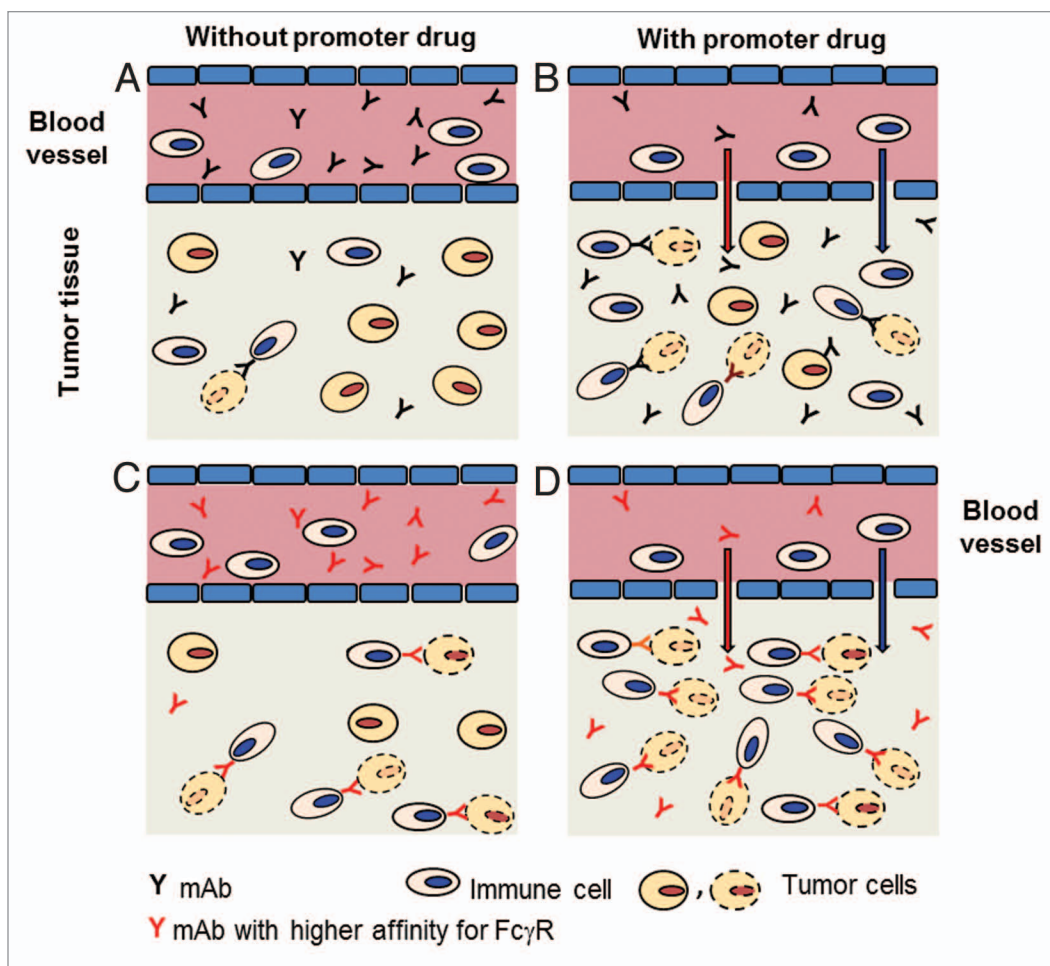 Without promoter drug
With promoter drug
A
B
Blood
vessel
Tumor tissue
C
D
Blood
vessel
Y mAb
Immune cell
, Tumor cells
Y mAb with higher affinity for FcγR